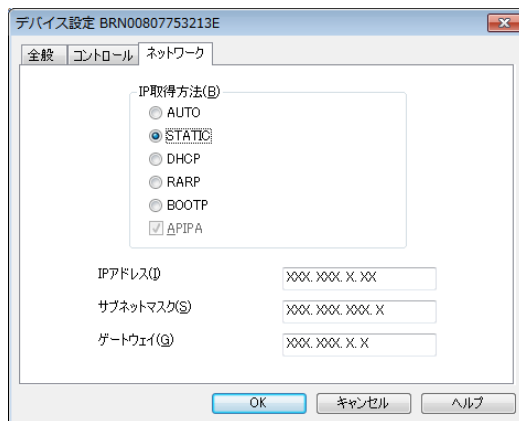 デバイス設定 BRN00807753213E
全般 コントロール ネットワーク
IP取得方法(B)
AUTO
STATIC
DHCP
RARP
BOOTP
APIPA
IPアドレス(I) XXX. XXX. X. XX
サブネットマスク(S) XXX. XXX. XXX. X
ゲートウェイ(G) XXX. XXX. X. X
OK キャンセル ヘルプ